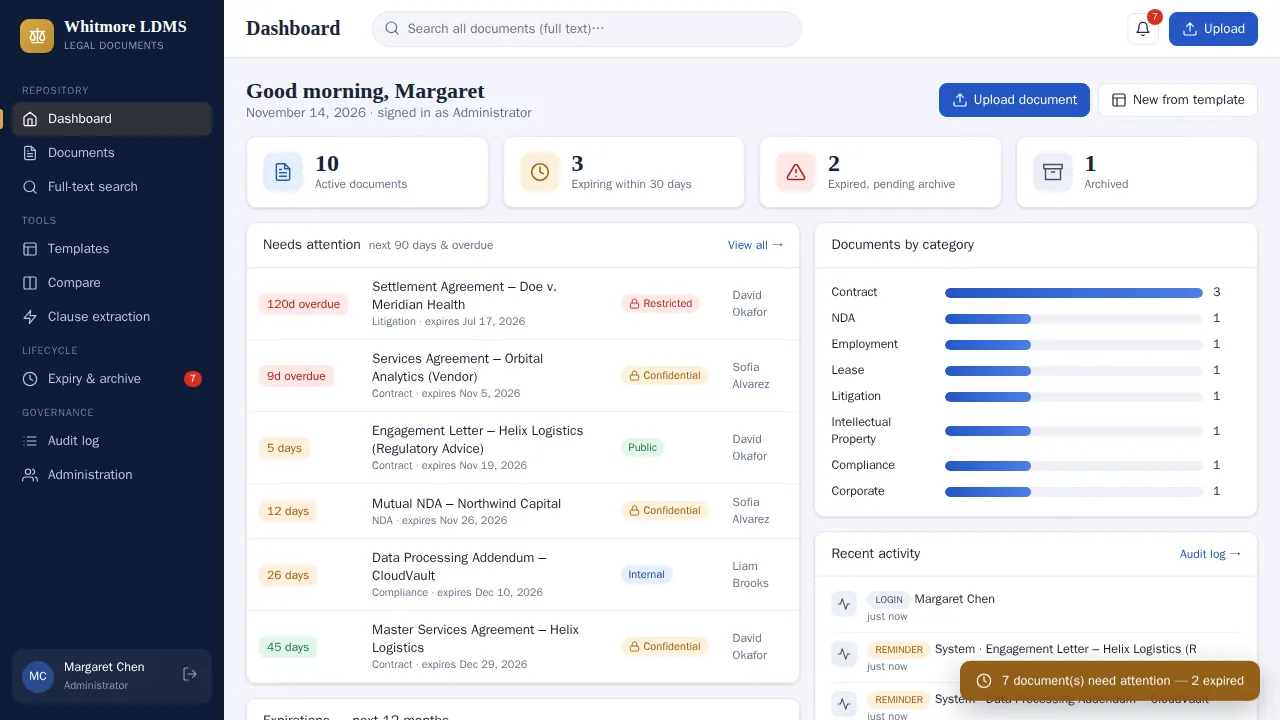 Whitmore LDMS
LEGAL DOCUMENTS
REPOSITORY
Dashboard
Documents
Full-text search
TOOLS
Templates
Compare
Clause extraction
LIFECYCLE
Expiry & archive
7
GOVERNANCE
Audit log
Administration
MC
Margaret Chen
Administrator
Dashboard
Search all documents (full text)…
7
Upload
Good morning, Margaret
November 14, 2026 · signed in as Administrator
Upload document
New from template
10
Active documents
3
Expiring within 30 days
2
Expired, pending archive
1
Archived
Needs attention next 90 days & overdue
View all →
120d overdue
Settlement Agreement — Doe v.
Meridian Health
Litigation · expires Jul 17, 2026
Restricted
David
Okafor
9d overdue
Services Agreement — Orbital
Analytics (Vendor)
Contract · expires Nov 5, 2026
Confidential
Sofia
Alvarez
5 days
Engagement Letter — Helix Logistics
(Regulatory Advice)
Contract · expires Nov 19, 2026
Public
David
Okafor
12 days
Mutual NDA — Northwind Capital
NDA · expires Nov 26, 2026
Confidential
Sofia
Alvarez
26 days
Data Processing Addendum —
CloudVault
Compliance · expires Dec 10, 2026
Internal
Liam
Brooks
45 days
Master Services Agreement — Helix
Logistics
Contract · expires Dec 29, 2026
Confidential
David
Okafor
Expirations — next 12 months
Documents by category
Contract 3
NDA 1
Employment 1
Lease 1
Litigation 1
Intellectual
Property 1
Compliance 1
Corporate 1
Recent activity
Audit log →
LOGIN Margaret Chen
just now
REMINDER System · Engagement Letter — Helix Logistics (R
just now
REMINDER System · Data Processing Addendum — CloudVault
just now
7 document(s) need attention — 2 expired